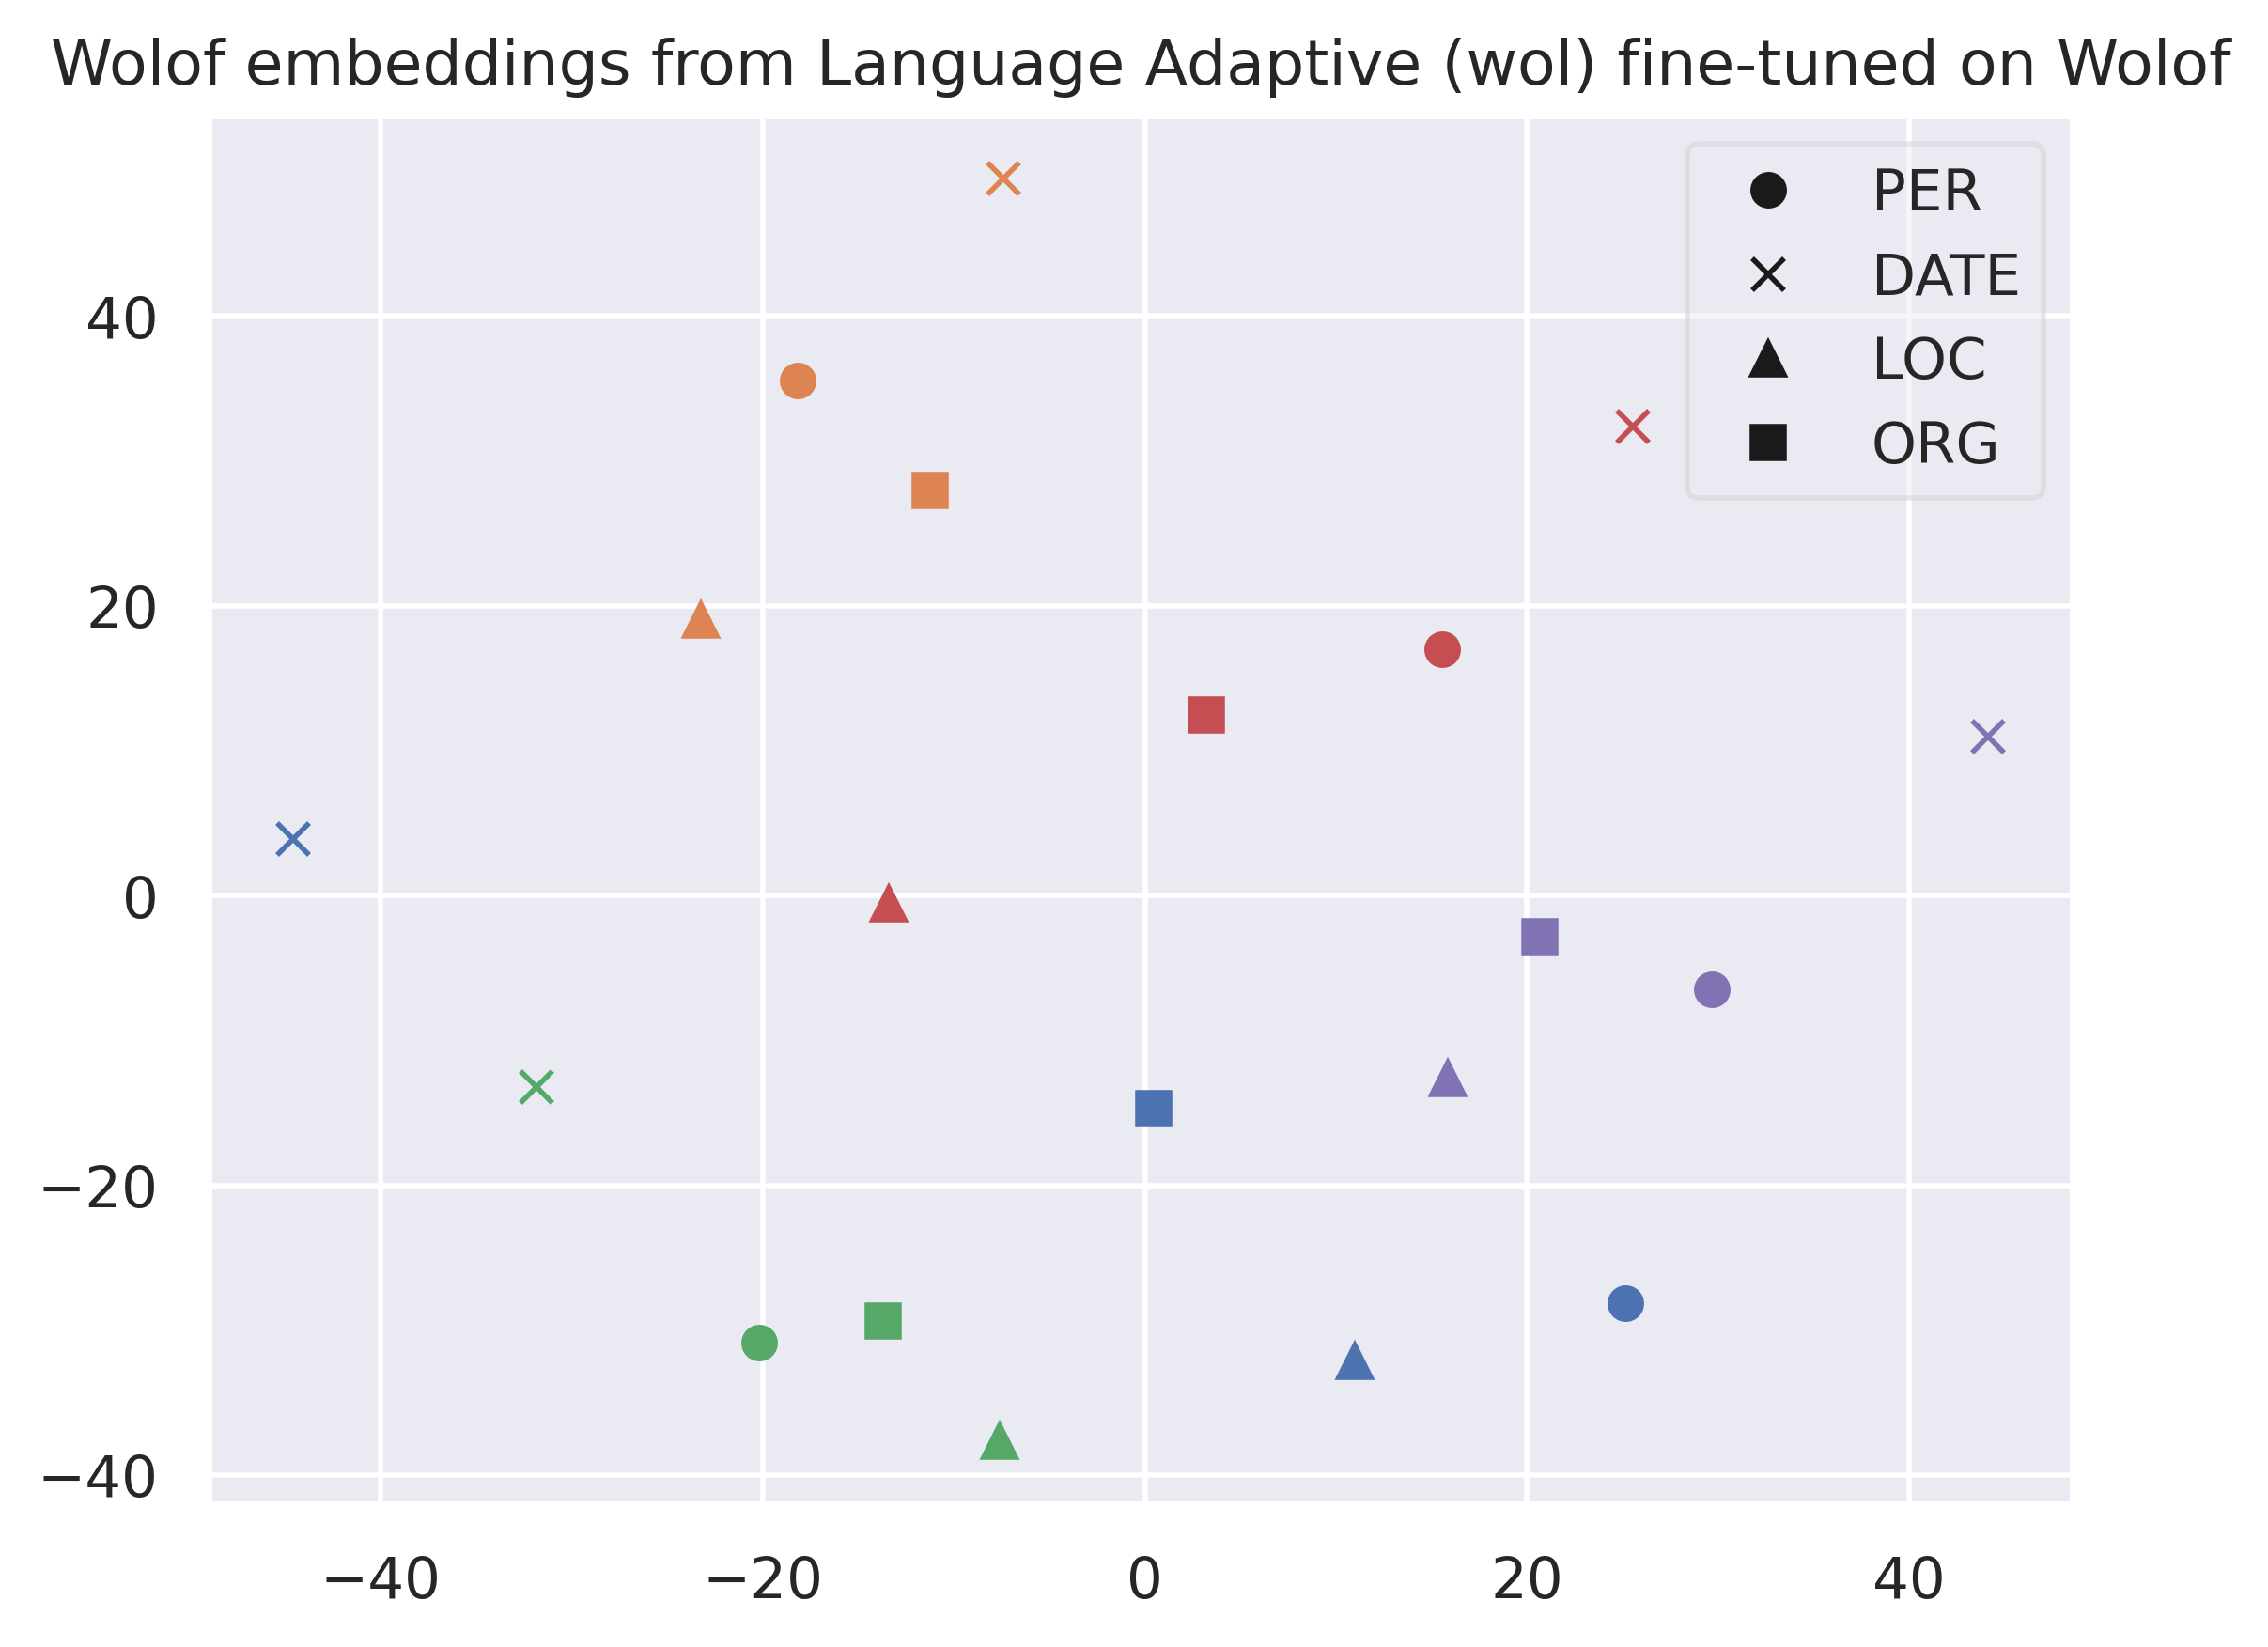 Wolof embeddings from Language Adaptive (wol) fine-tuned on Wolof
PER
DATE
LOC
ORG
40
20
0
−20
−40
−40 −20 0 20 40